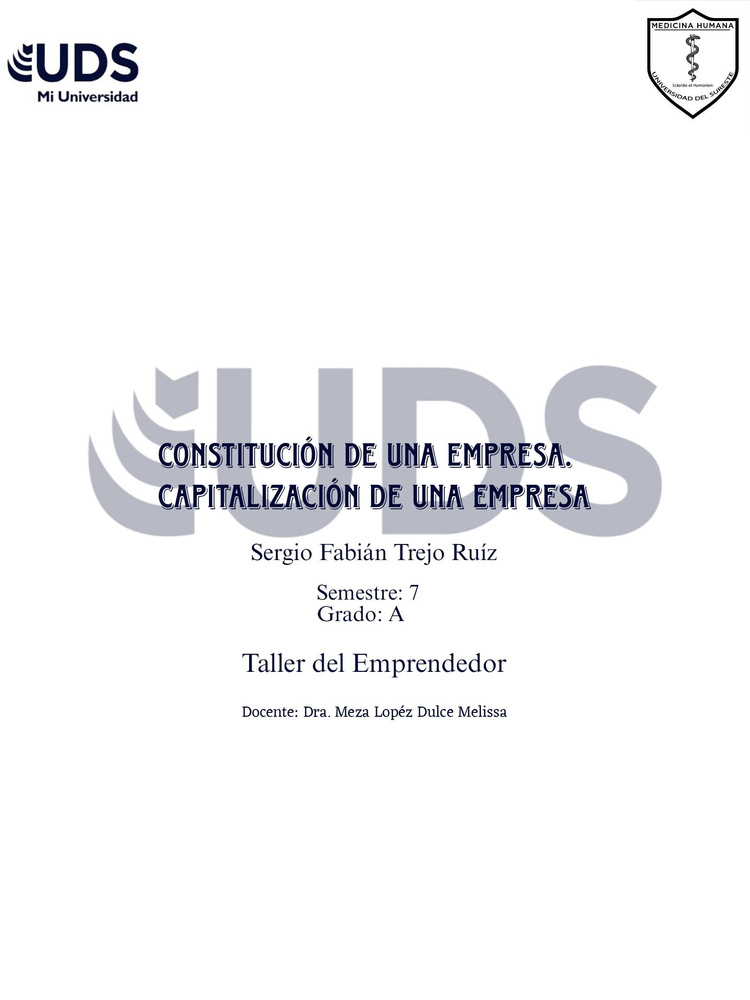 UDS
Mi Universidad
MEDICINA HUMANA
Scientia et Humanism
UNIVERSIDAD DEL SURESTE
UDS
CONSTITUCIÓN DE UNA EMPRESA.
CAPITALIZACIÓN DE UNA EMPRESA
Sergio Fabián Trejo Ruíz
Semestre: 7
Grado: A
Taller del Emprendedor
Docente: Dra. Meza Lopéz Dulce Melissa